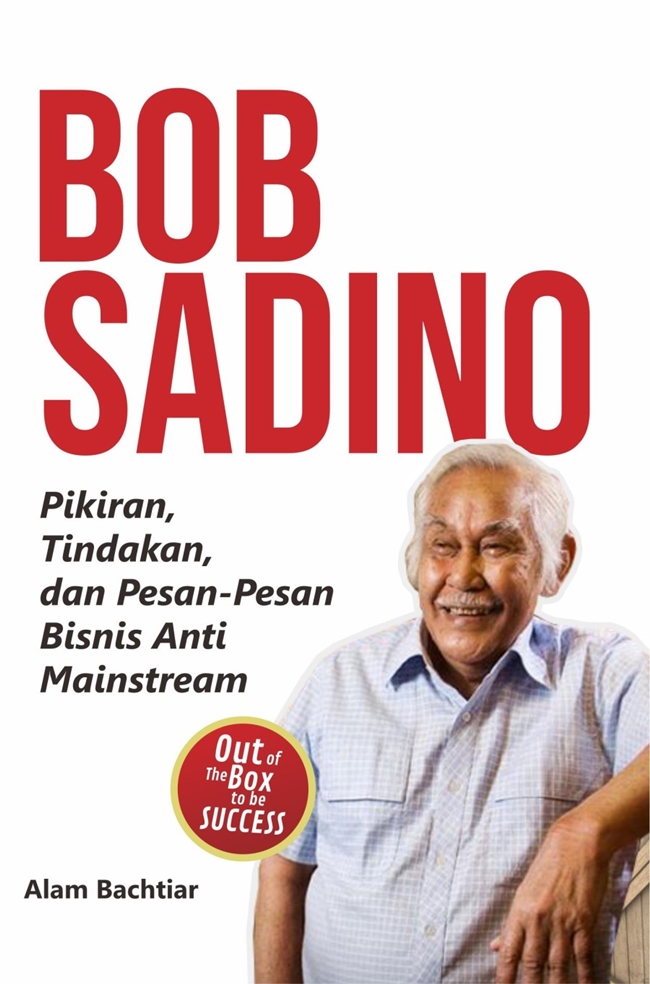 BOB
SADINO
Pikiran,
Tindakan,
dan Pesan-Pesan
Bisnis Anti
Mainstream
Out of
The Box
to be
SUCCESS
Alam Bachtiar